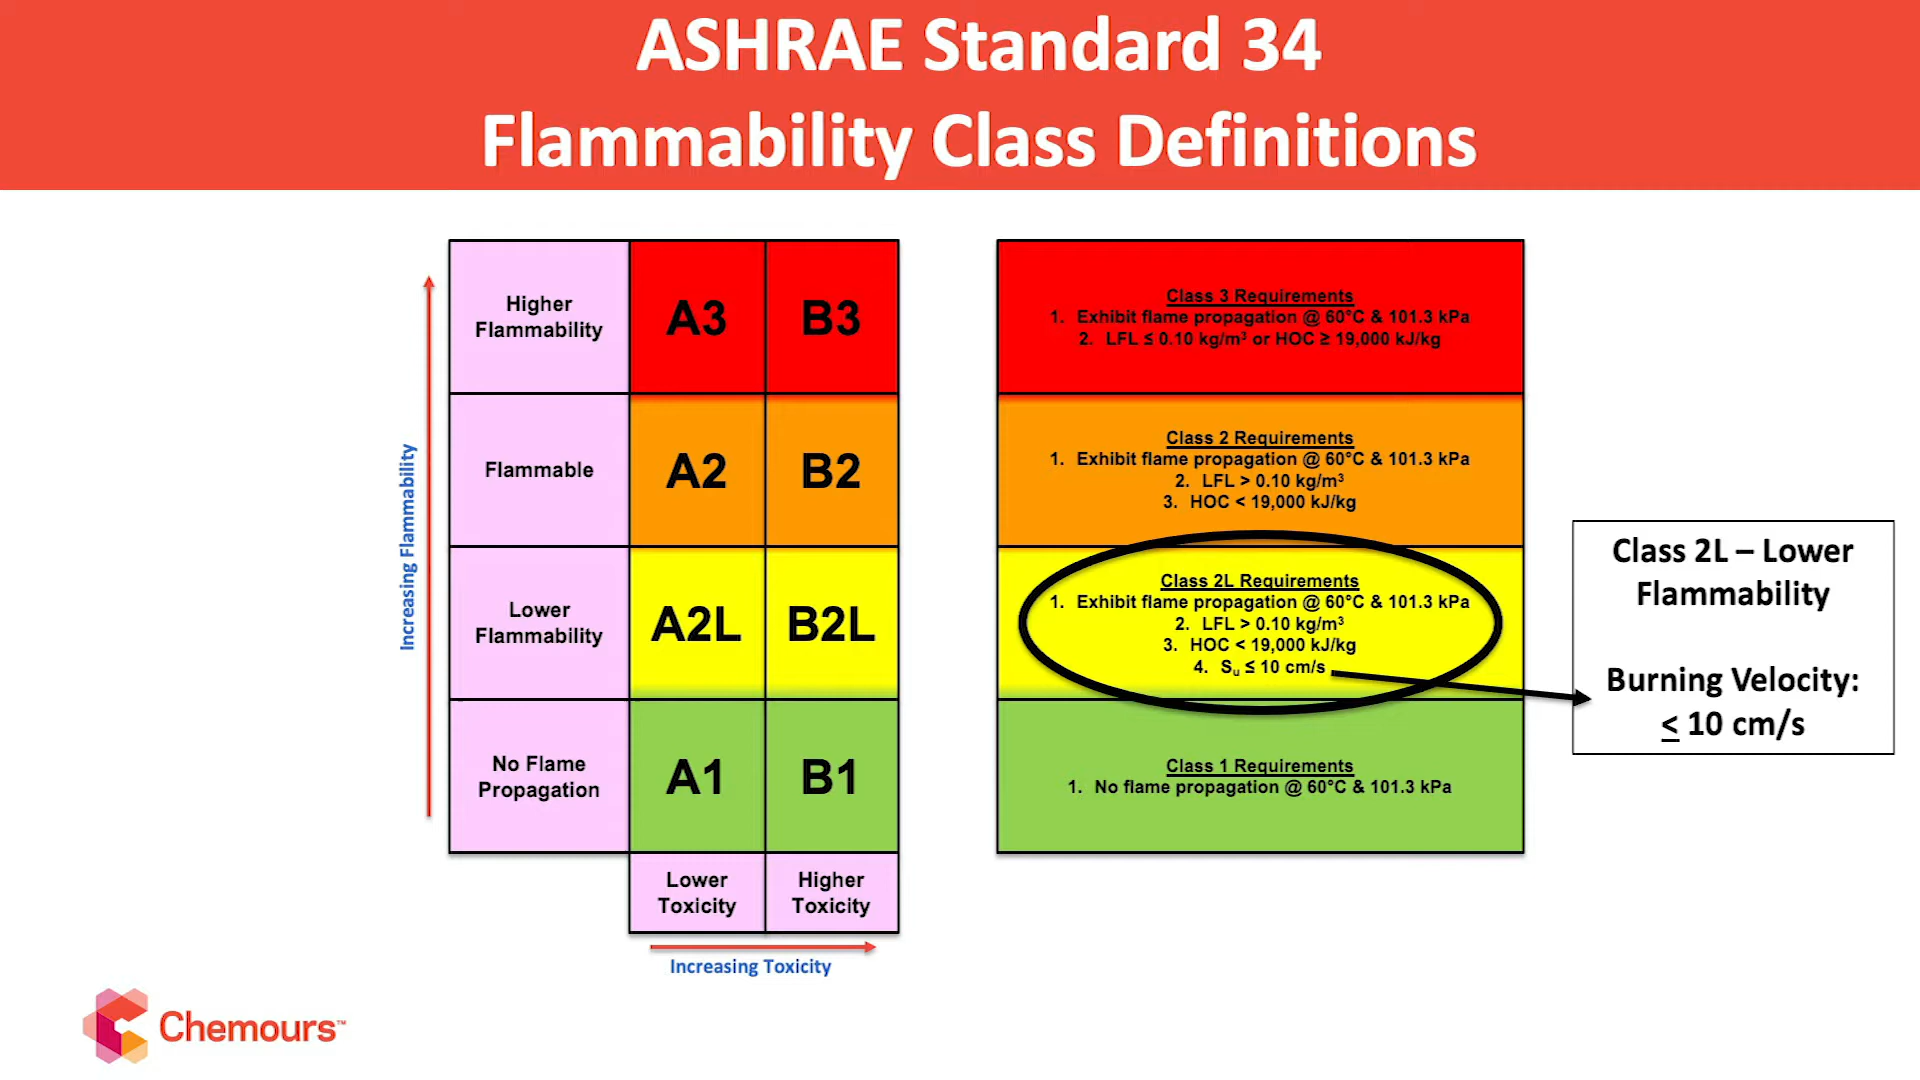 ASHRAE Standard 34
Flammability Class Definitions
Increasing Flammability
Higher
Flammability
A3
B3
Flammable
A2
B2
Lower
Flammability
A2L
B2L
No Flame
Propagation
A1
B1
Lower
Toxicity
Higher
Toxicity
Increasing Toxicity
Class 3 Requirements
1. Exhibit flame propagation @ 60°C & 101.3 kPa
2. LFL ≤ 0.10 kg/m³ or HOC ≥ 19,000 kJ/kg
Class 2 Requirements
1. Exhibit flame propagation @ 60°C & 101.3 kPa
2. LFL > 0.10 kg/m³
3. HOC < 19,000 kJ/kg
Class 2L Requirements
1. Exhibit flame propagation @ 60°C & 101.3 kPa
2. LFL > 0.10 kg/m³
3. HOC < 19,000 kJ/kg
4. Sᵤ ≤ 10 cm/s
Class 1 Requirements
1. No flame propagation @ 60°C & 101.3 kPa
Class 2L – Lower
Flammability
Burning Velocity:
≤ 10 cm/s
Chemours™